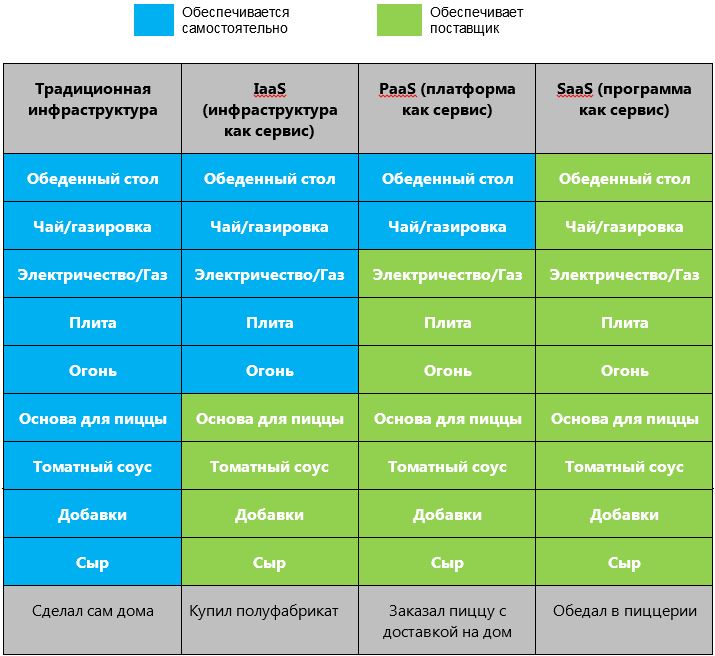 Обеспечивается
самостоятельно
Обеспечивает
поставщик
Традиционная
инфраструктура
IaaS
(инфраструктура
как сервис)
PaaS (платформа
как сервис)
SaaS (программа
как сервис)
Обеденный стол
Обеденный стол
Обеденный стол
Обеденный стол
Чай/газировка
Чай/газировка
Чай/газировка
Чай/газировка
Электричество/Газ
Электричество/Газ
Электричество/Газ
Электричество/Газ
Плита
Плита
Плита
Плита
Огонь
Огонь
Огонь
Огонь
Основа для пиццы
Основа для пиццы
Основа для пиццы
Основа для пиццы
Томатный соус
Томатный соус
Томатный соус
Томатный соус
Добавки
Добавки
Добавки
Добавки
Сыр
Сыр
Сыр
Сыр
Сделал сам дома
Купил полуфабрикат
Заказал пиццу с
доставкой на дом
Обедал в пиццерии